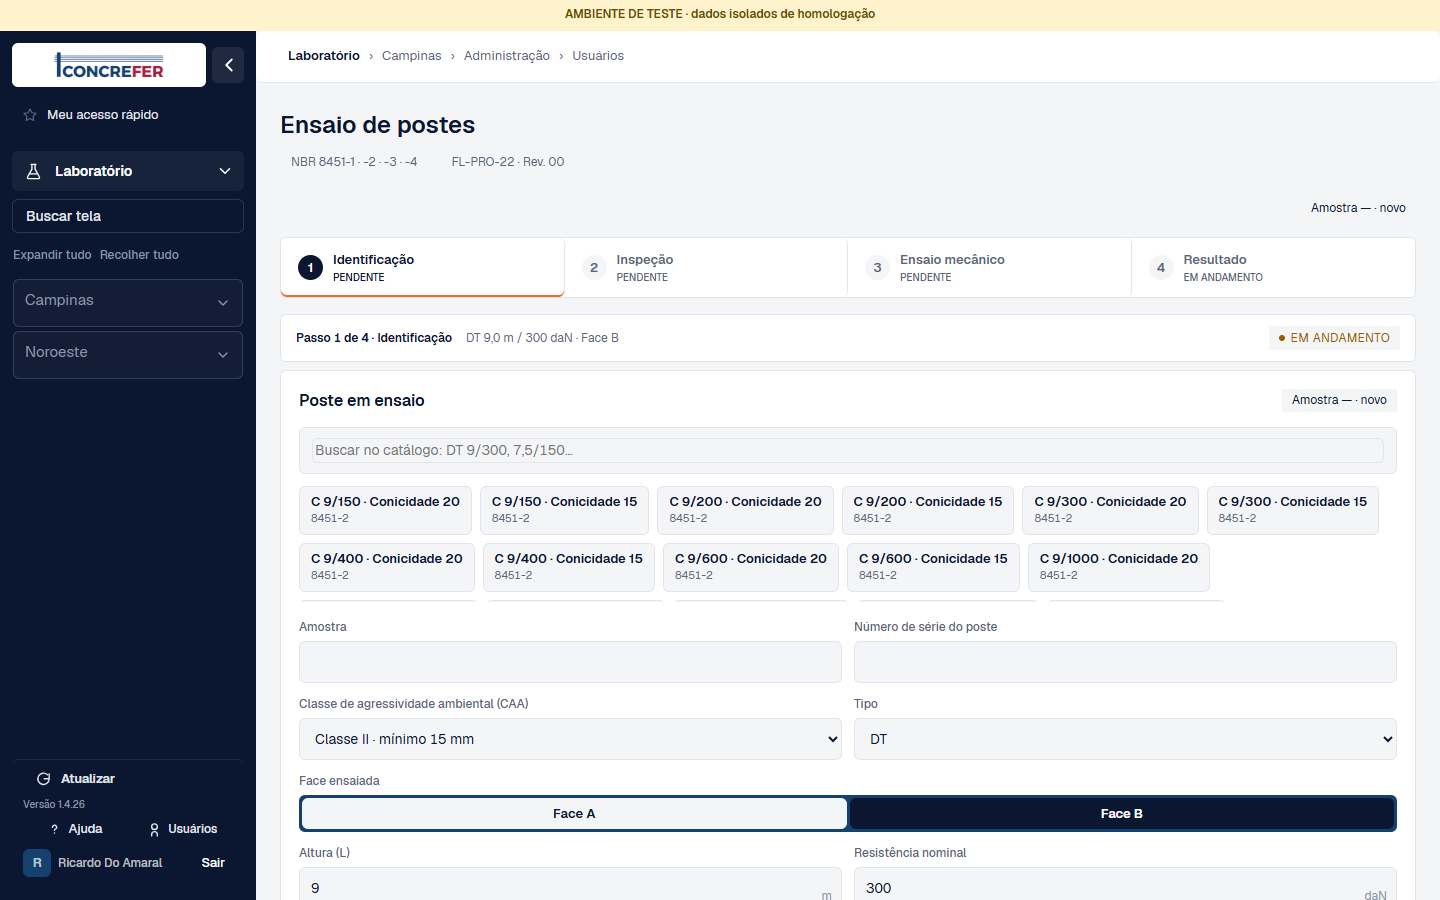 AMBIENTE DE TESTE · dados isolados de homologação
CONCREFER
Meu acesso rápido
Laboratório
Buscar tela
Expandir tudo Recolher tudo
Campinas
Noroeste
Atualizar
Versão 1.4.26
? Ajuda Usuários
R Ricardo Do Amaral Sair
Laboratório › Campinas › Administração › Usuários
Ensaio de postes
NBR 8451-1 · -2 · -3 · -4 FL-PRO-22 · Rev. 00
Amostra — · novo
1 Identificação
PENDENTE
2 Inspeção
PENDENTE
3 Ensaio mecânico
PENDENTE
4 Resultado
EM ANDAMENTO
Passo 1 de 4 · Identificação DT 9,0 m / 300 daN · Face B EM ANDAMENTO
Poste em ensaio Amostra — · novo
Buscar no catálogo: DT 9/300, 7,5/150...
C 9/150 · Conicidade 20
8451-2
C 9/150 · Conicidade 15
8451-2
C 9/200 · Conicidade 20
8451-2
C 9/200 · Conicidade 15
8451-2
C 9/300 · Conicidade 20
8451-2
C 9/300 · Conicidade 15
8451-2
C 9/400 · Conicidade 20
8451-2
C 9/400 · Conicidade 15
8451-2
C 9/600 · Conicidade 20
8451-2
C 9/600 · Conicidade 15
8451-2
C 9/1000 · Conicidade 20
8451-2
Amostra Número de série do poste
Classe de agressividade ambiental (CAA) Tipo
Classe II · mínimo 15 mm DT
Face ensaiada
Face A Face B
Altura (L) Resistência nominal
9 m 300 daN